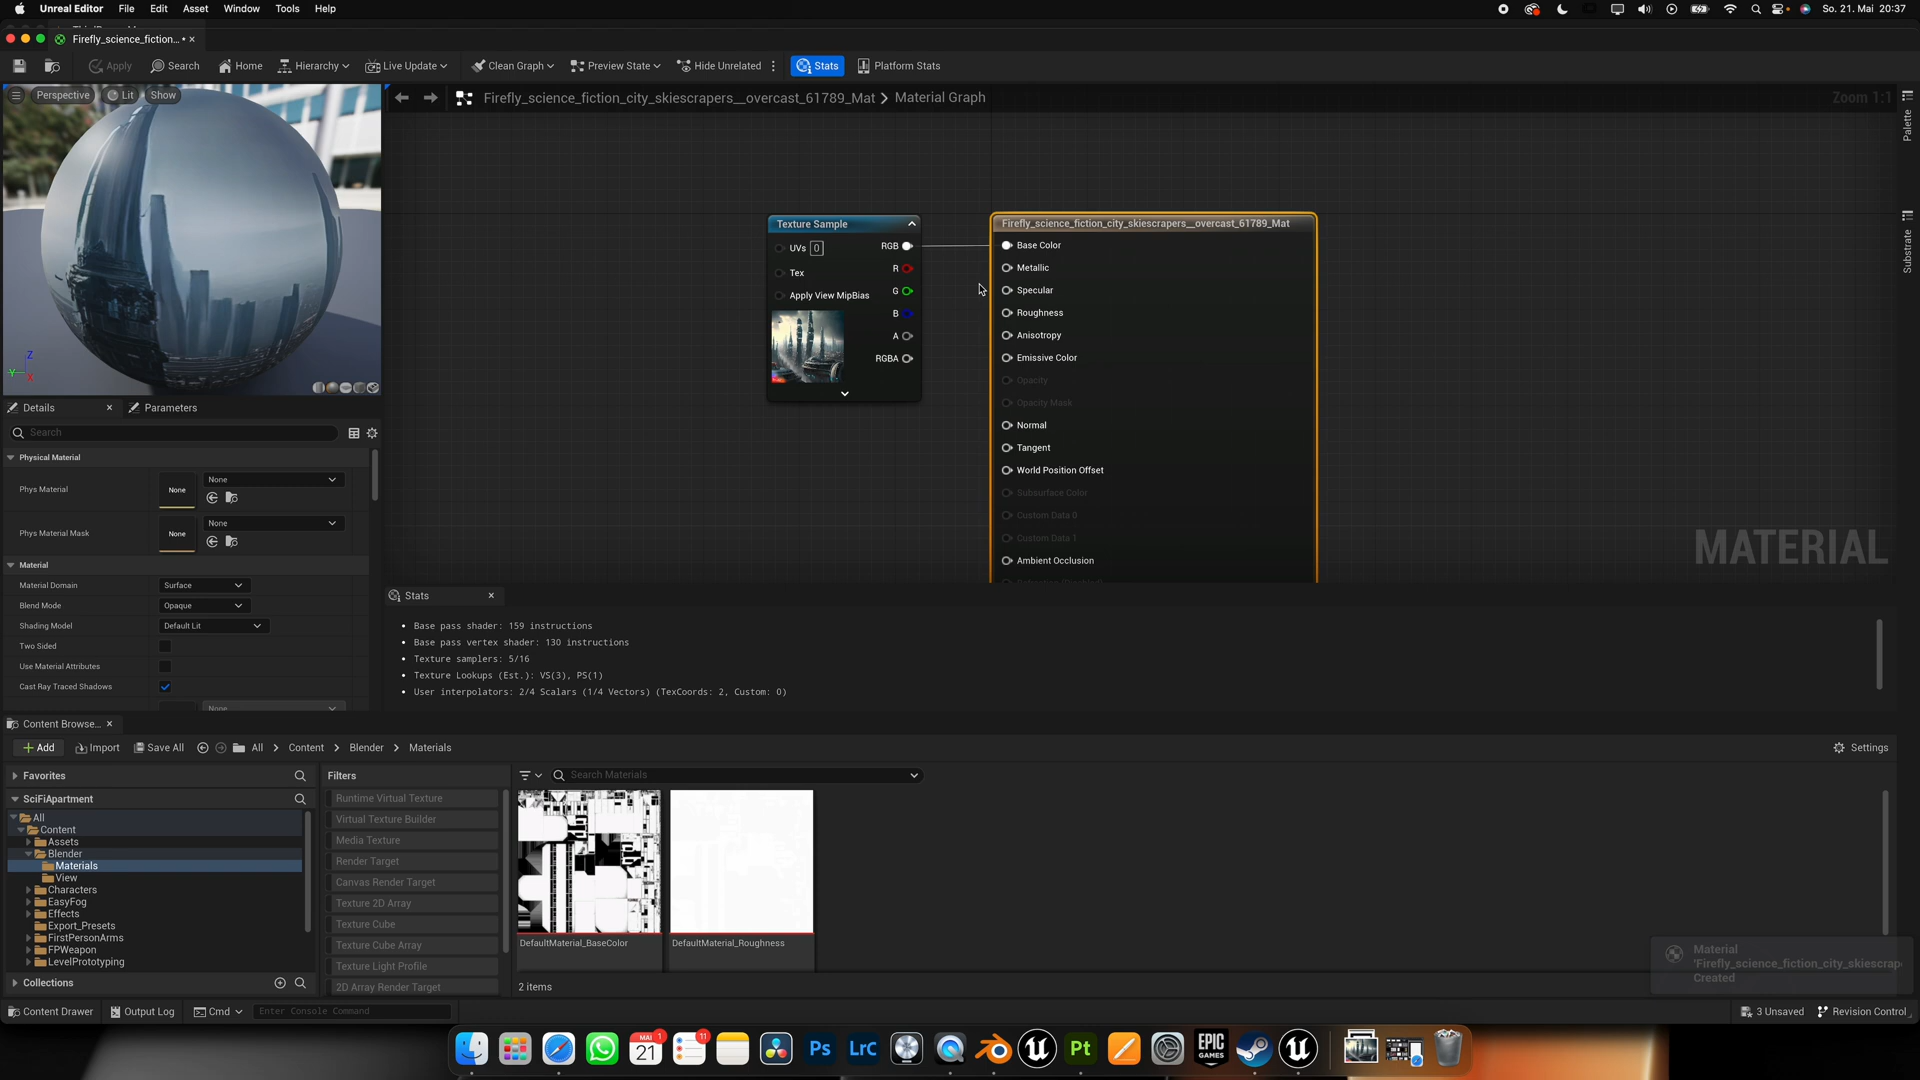 Unreal Editor File Edit Asset Window Tools Help So. 21. Mai 20:37
Firefly_science_fiction... •
Apply Search Home Hierarchy Live Update Clean Graph Preview State Hide Unrelated Stats Platform Stats
Perspective Lit Show
Firefly_science_fiction_city_skiescrapers__overcast_61789_Mat > Material Graph
Zoom 1:1
Palette
Substrate
Texture Sample
UVs 0
Tex
Apply View MipBias
RGB
R
G
B
A
RGBA
Firefly_science_fiction_city_skiescrapers__overcast_61789_Mat
Base Color
Metallic
Specular
Roughness
Anisotropy
Emissive Color
Opacity
Opacity Mask
Normal
Tangent
World Position Offset
Subsurface Color
Custom Data 0
Custom Data 1
Ambient Occlusion
MATERIAL
Z
Y
X
Details Parameters
Search
Physical Material
Phys Material None None
Phys Material Mask None None
Material
Material Domain Surface
Blend Mode Opaque
Shading Model Default Lit
Two Sided
Use Material Attributes
Cast Ray Traced Shadows
None
Stats
• Base pass shader: 159 instructions
• Base pass vertex shader: 130 instructions
• Texture samplers: 5/16
• Texture Lookups (Est.): VS(3), PS(1)
• User interpolators: 2/4 Scalars (1/4 Vectors) (TexCoords: 2, Custom: 0)
Content Browse...
Add Import Save All All > Content > Blender > Materials Settings
Favorites
SciFiApartment
All
Content
Assets
Blender
Materials
View
Characters
EasyFog
Effects
Export_Presets
FirstPersonArms
FPWeapon
LevelPrototyping
Collections
Filters
Runtime Virtual Texture
Virtual Texture Builder
Media Texture
Render Target
Canvas Render Target
Texture 2D Array
Texture Cube
Texture Cube Array
Texture Light Profile
2D Array Render Target
Search Materials
DefaultMaterial_BaseColor
DefaultMaterial_Roughness
2 items
Material
'Firefly_science_fiction_city_skiescrap
Created
Content Drawer Output Log Cmd Enter Console Command 3 Unsaved Revision Control
MAI
21
1
11
Ps
LrC
Pt
EPIC
GAMES